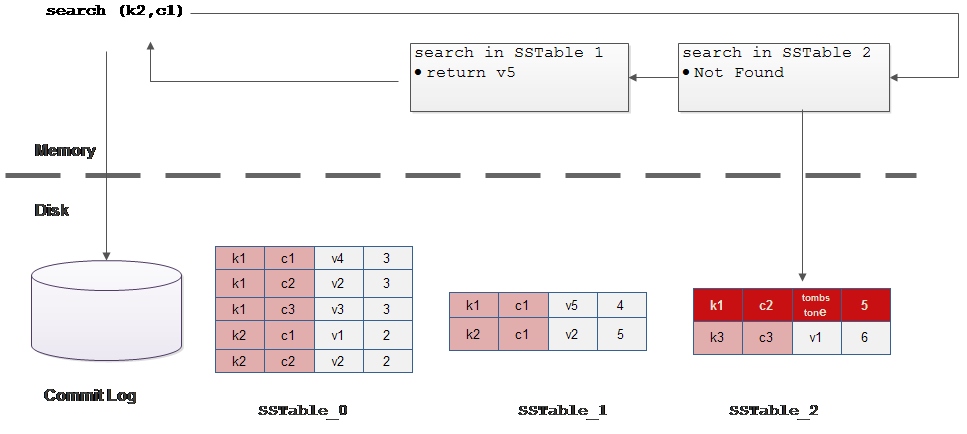 search (k2,c1)
search in SSTable 1
• return v5
search in SSTable 2
• Not Found
Memory
Disk
k1 c1 v4 3
k1 c2 v2 3
k1 c3 v3 3
k2 c1 v1 2
k2 c2 v2 2
k1 c1 v5 4
k2 c1 v2 5
k1 c2 tombs
tone 5
k3 c3 v1 6
Commit Log
SSTable_0
SSTable_1
SSTable_2